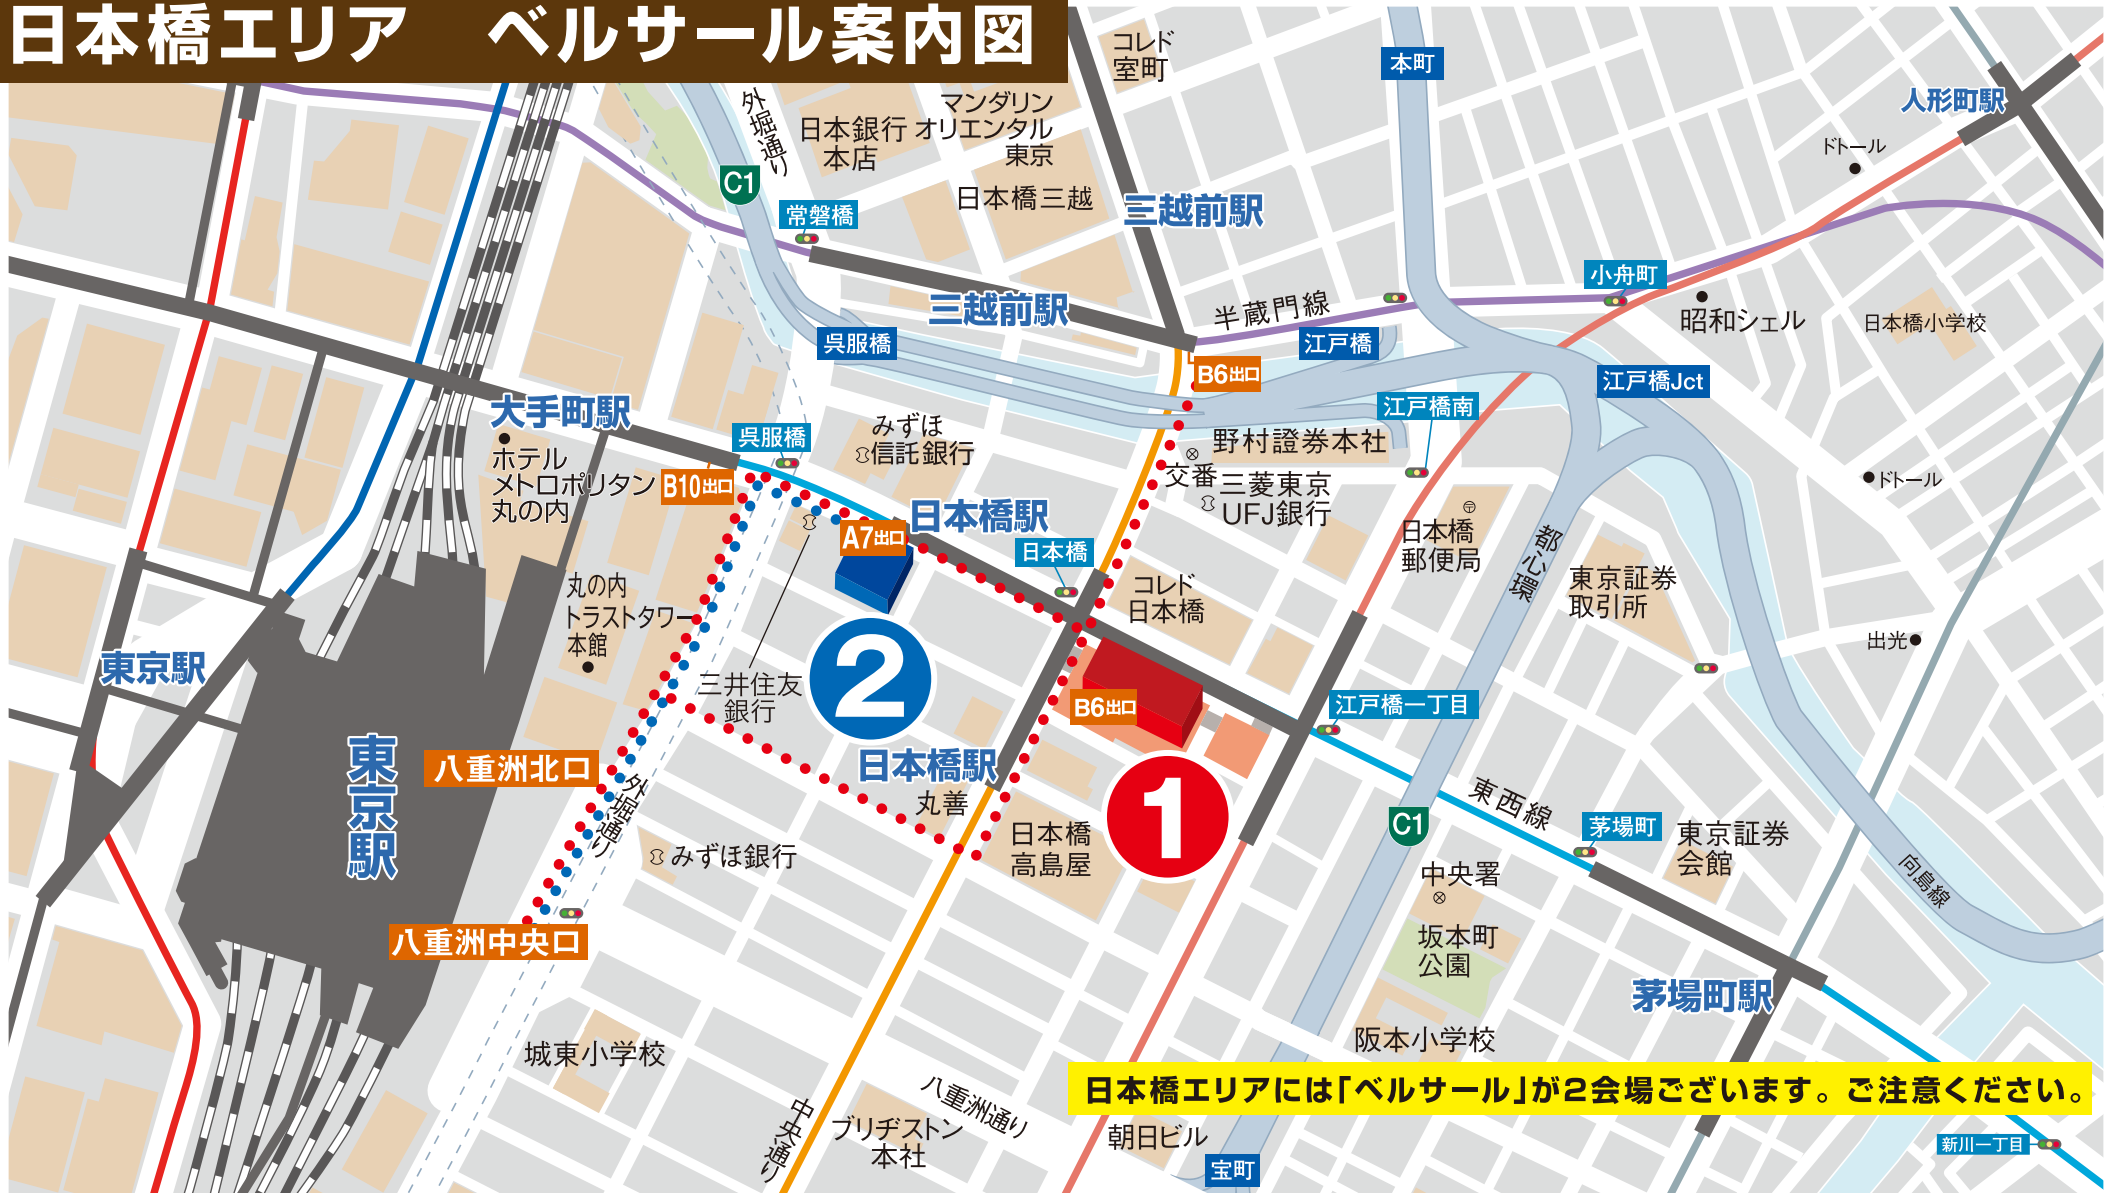 日本橋エリア　ベルサール案内図
コレド
室町
本町
人形町駅
外堀通り
マンダリン
オリエンタル
東京
日本銀行
本店
ドトール
C1
日本橋三越
常磐橋
三越前駅
小舟町
三越前駅
半蔵門線
昭和シェル
日本橋小学校
呉服橋
江戸橋
B6出口
江戸橋Jct
大手町駅
江戸橋南
呉服橋
みずほ
信託銀行
野村證券本社
ホテル
メトロポリタン
丸の内
B10出口
交番
三菱東京
UFJ銀行
ドトール
日本橋駅
A7出口
日本橋
日本橋
郵便局
都心環
丸の内
トラストタワー
本館
コレド
日本橋
東京証券
取引所
出光
東京駅
2
三井住友
銀行
B6出口
江戸橋一丁目
東京駅
八重洲北口
日本橋駅
外堀通り
丸善
1
東西線
日本橋
高島屋
C1
茅場町
東京証券
会館
みずほ銀行
中央署
向島線
八重洲中央口
坂本町
公園
茅場町駅
城東小学校
阪本小学校
日本橋エリアには「ベルサール」が2会場ございます。ご注意ください。
中央通り
八重洲通り
ブリヂストン
本社
朝日ビル
宝町
新川一丁目